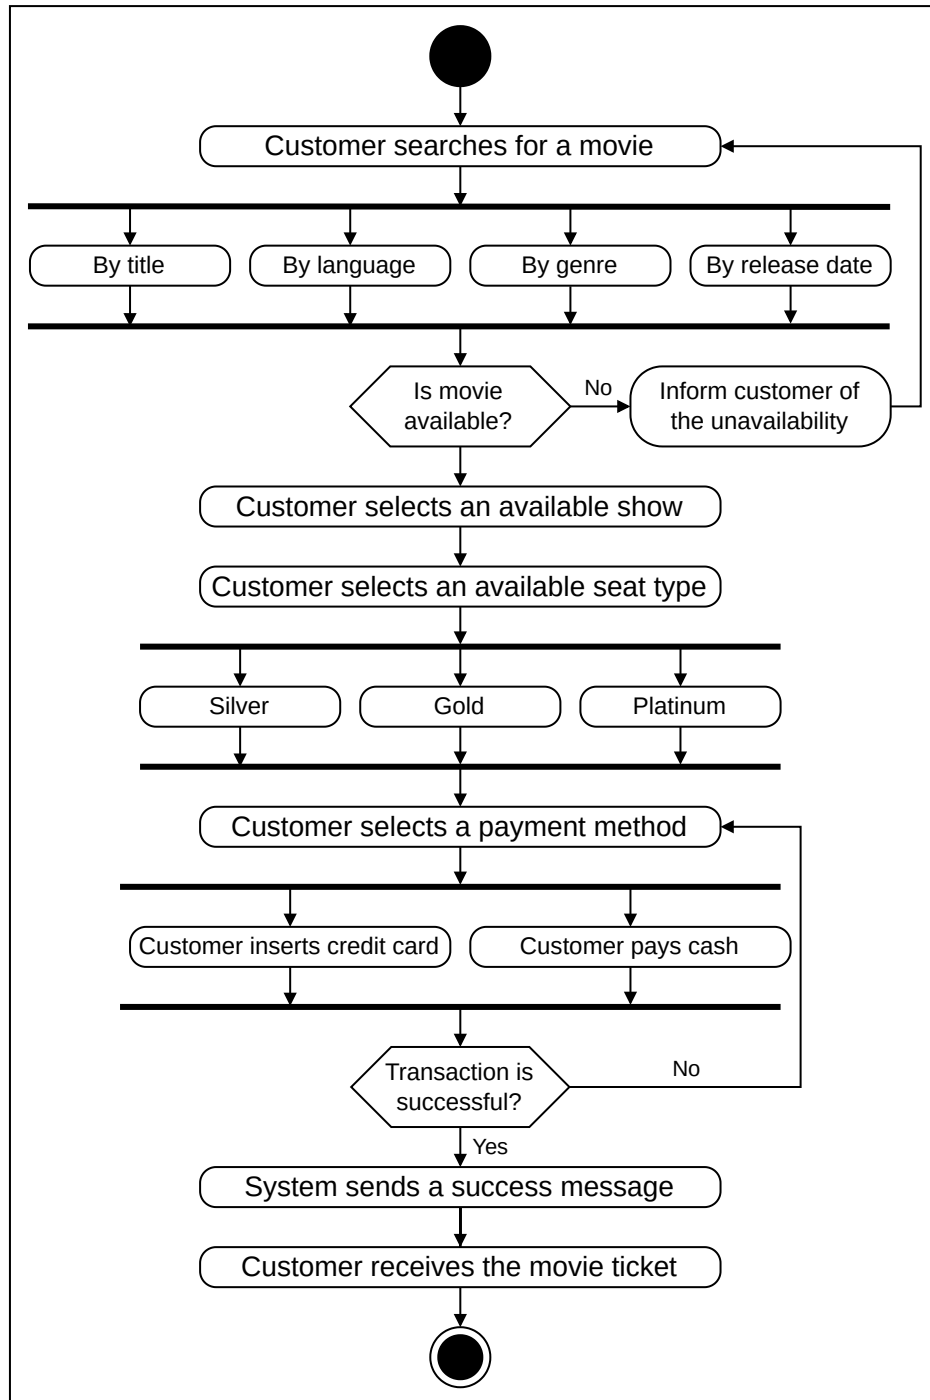 Customer searches for a movie
By title
By language
By genre
By release date
Is movie
available?
No
Inform customer of
the unavailability
Customer selects an available show
Customer selects an available seat type
Silver
Gold
Platinum
Customer selects a payment method
Customer inserts credit card
Customer pays cash
Transaction is
successful?
No
Yes
System sends a success message
Customer receives the movie ticket